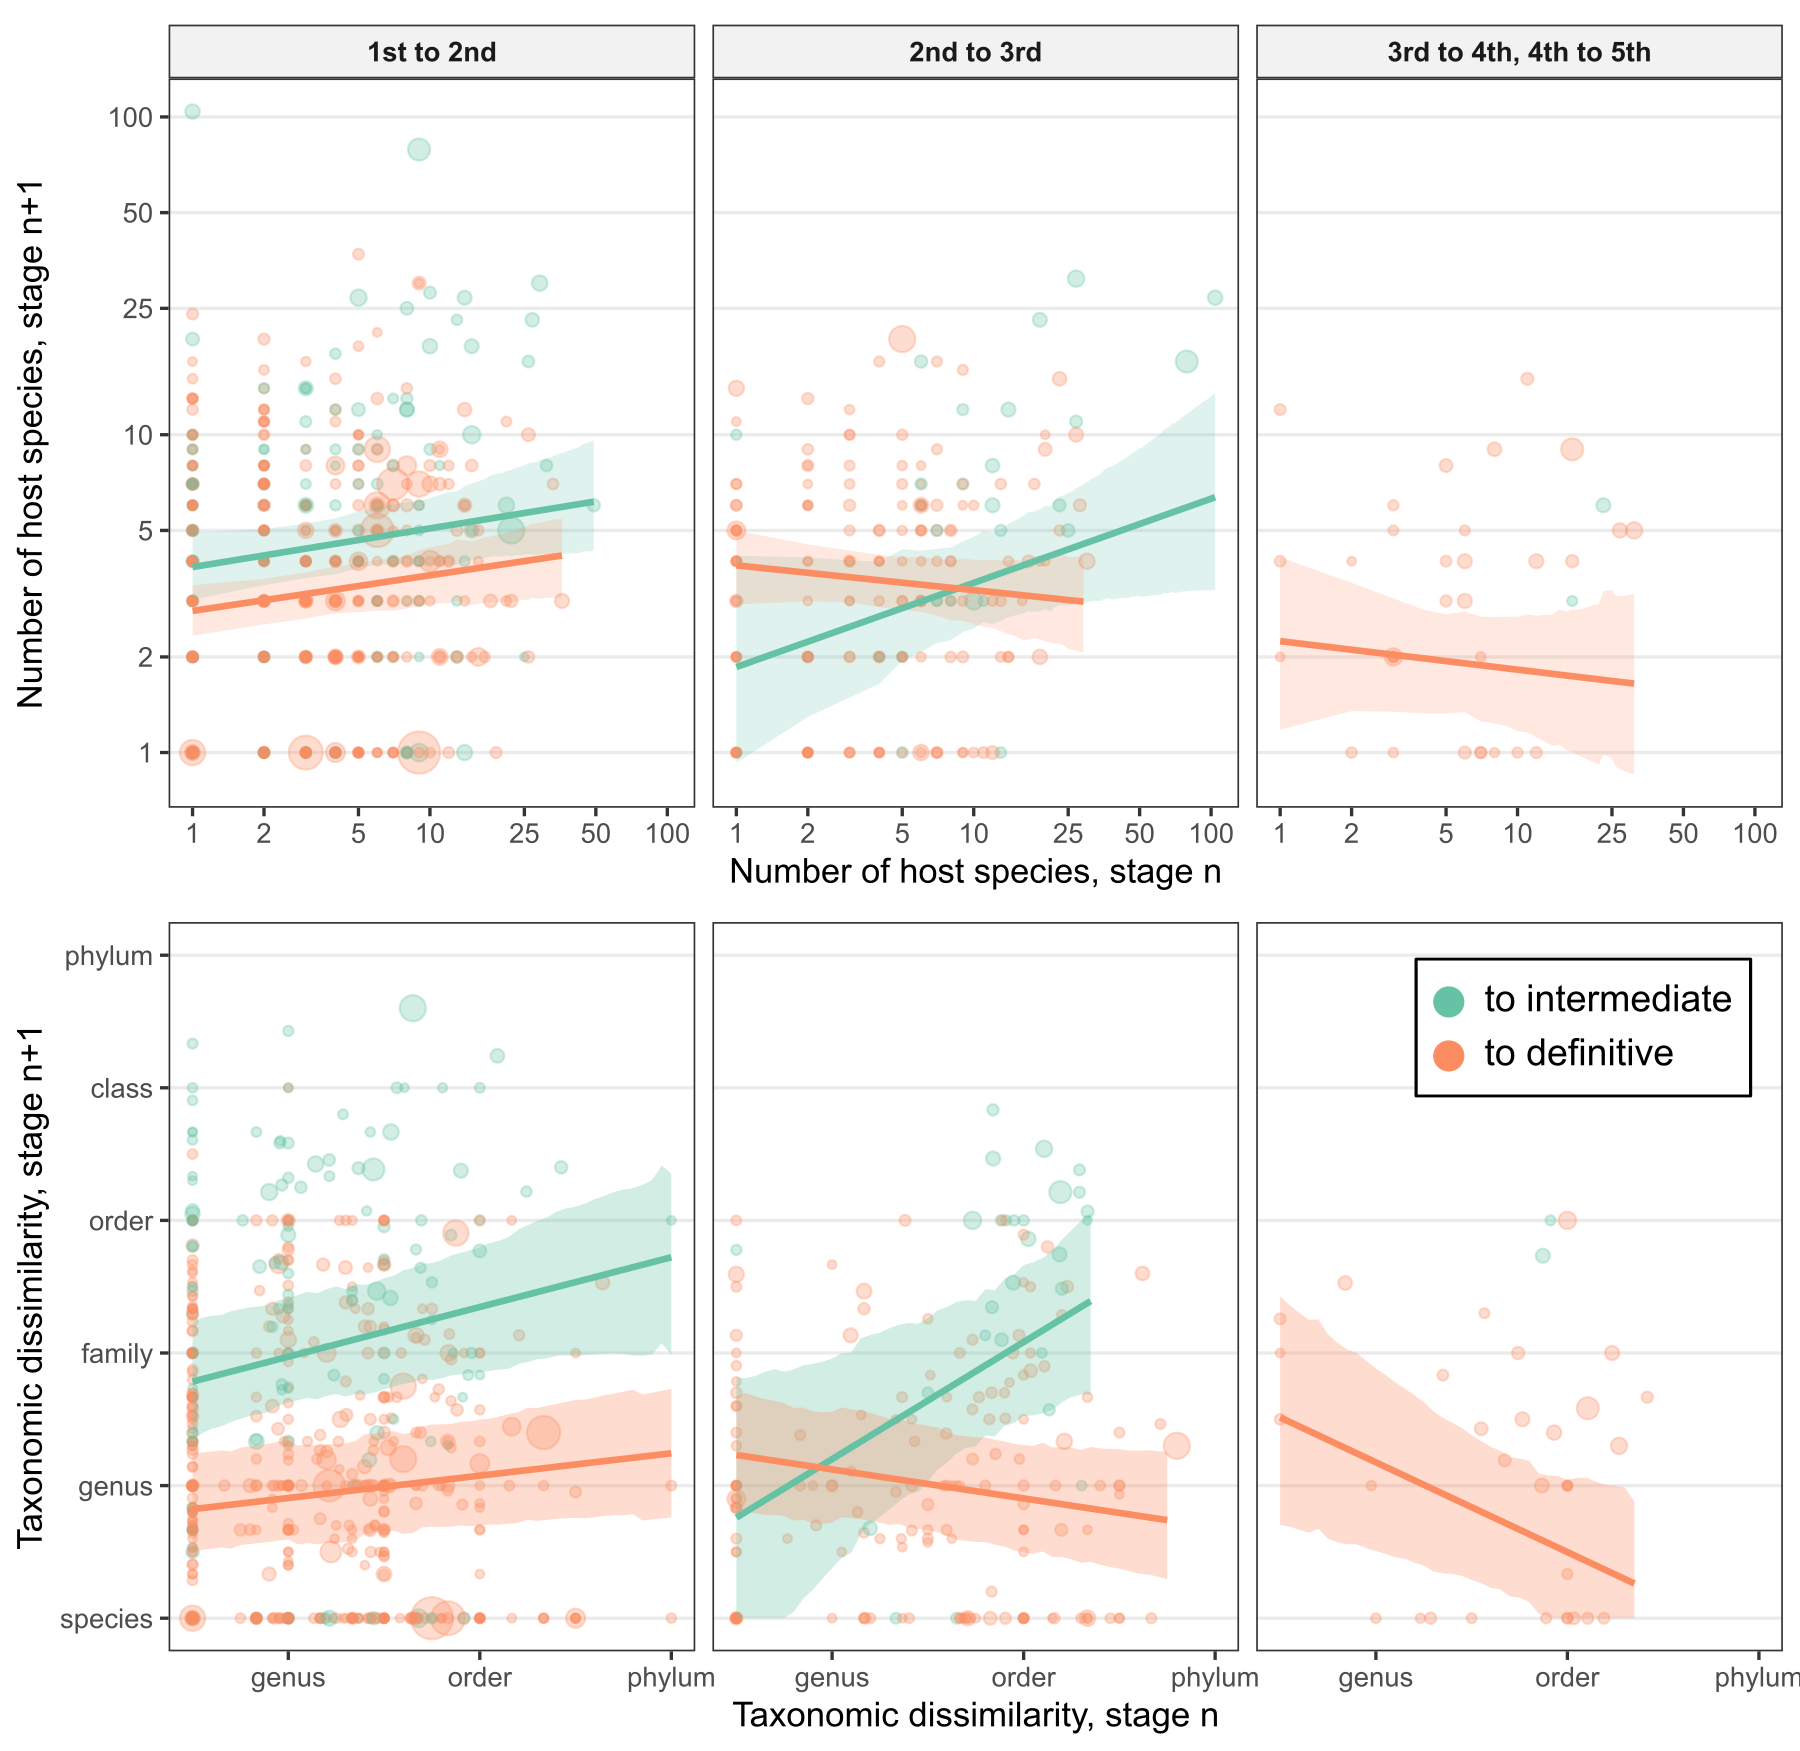 1st to 2nd
2nd to 3rd
3rd to 4th, 4th to 5th
Number of host species, stage n+1
100
50
25
10
5
2
1
1 2 5 10 25 50 100
1 2 5 10 25 50 100
1 2 5 10 25 50 100
Number of host species, stage n
Taxonomic dissimilarity, stage n+1
phylum
class
order
family
genus
species
to intermediate
to definitive
genus order phylum
genus order phylum
genus order phylum
Taxonomic dissimilarity, stage n